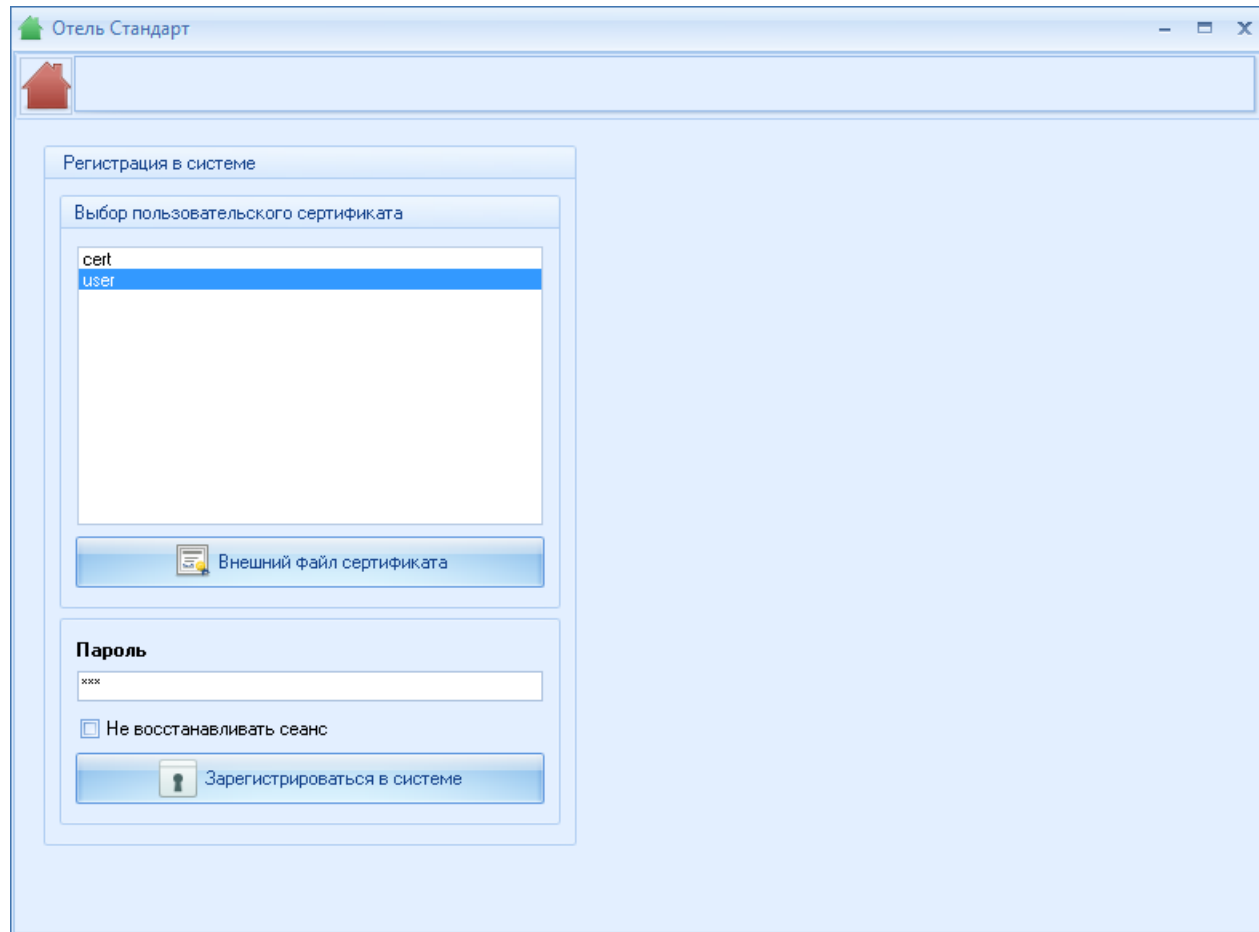 Отель Стандарт
Регистрация в системе
Выбор пользовательского сертификата
cert
user
Внешний файл сертификата
Пароль
***
Не восстанавливать сеанс
Зарегистрироваться в системе